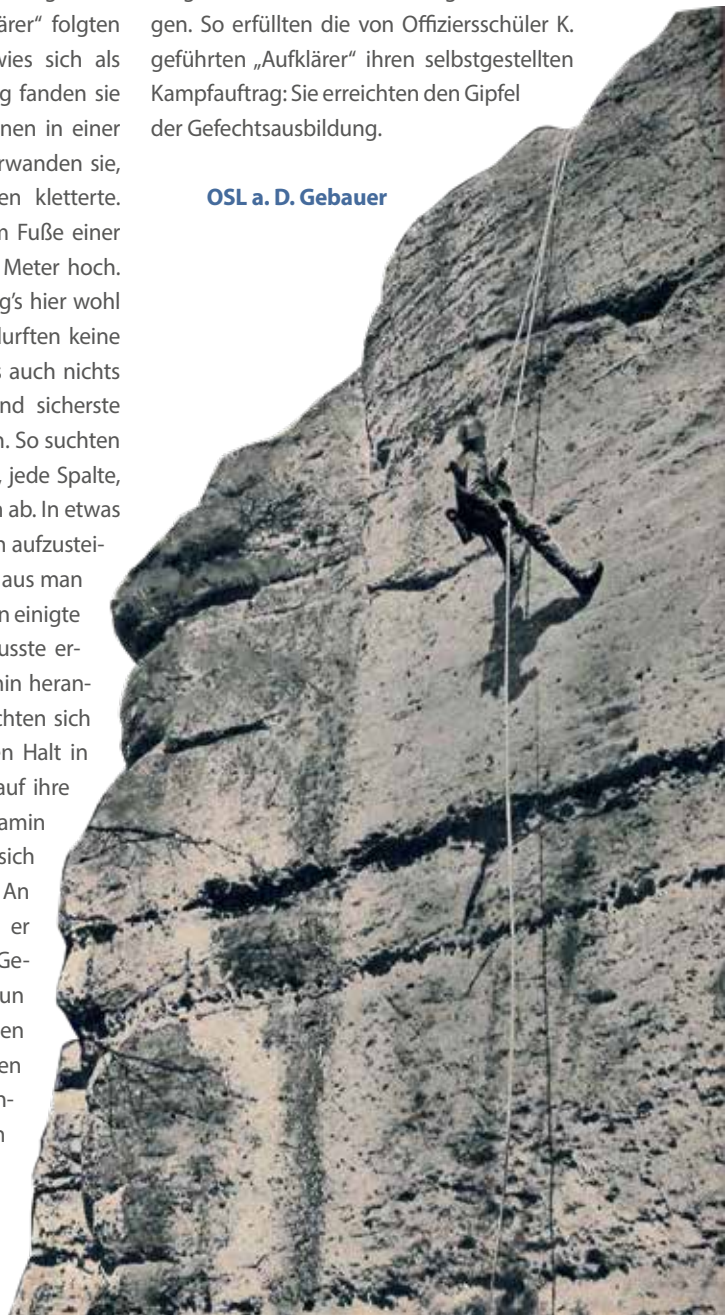 ärer“ folgten
wies sich als
g fanden sie
nen in einer
rwanden sie,
en kletterte.
m Fuße einer
Meter hoch.
g’s hier wohl
durften keine
s auch nichts
nd sicherste
n. So suchten
, jede Spalte,
n ab. In etwas
n aufzustei-
aus man
n einigte
usste er-
nin heran-
chten sich
en Halt in
auf ihre
amin
sich
An
er
Ge-
un
en
en
n-
n
gen. So erfüllten die von Offiziersschüler K.
geführten „Aufklärer“ ihren selbstgestellten
Kampfauftrag: Sie erreichten den Gipfel
der Gefechtsausbildung.
OSL a. D. Gebauer